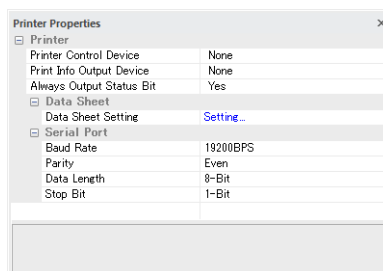 Printer Properties ×
Printer
Printer Control Device None
Print Info Output Device None
Always Output Status Bit Yes
Data Sheet
Data Sheet Setting Setting...
Serial Port
Baud Rate 19200BPS
Parity Even
Data Length 8-Bit
Stop Bit 1-Bit